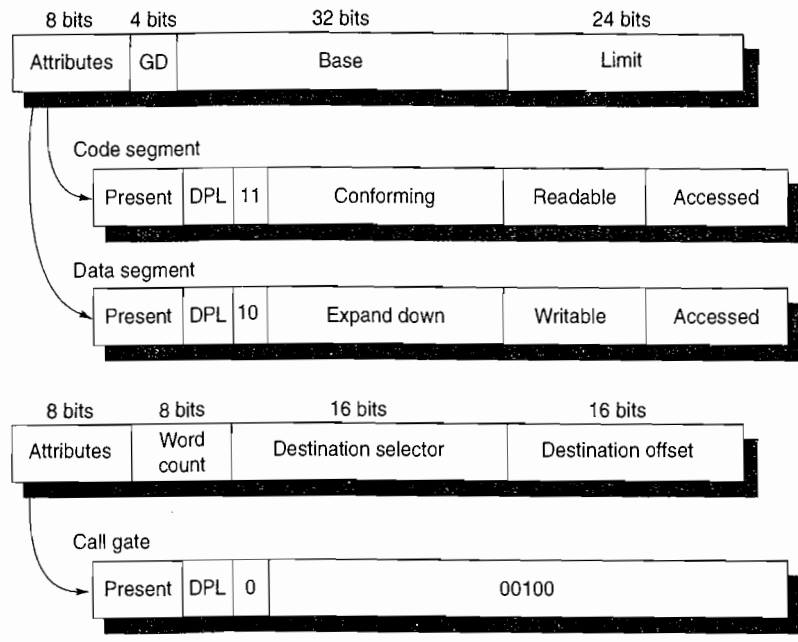 8 bits 4 bits 32 bits 24 bits
Attributes GD Base Limit
Code segment
Present DPL 11 Conforming Readable Accessed
Data segment
Present DPL 10 Expand down Writable Accessed
8 bits 8 bits 16 bits 16 bits
Attributes Word count Destination selector Destination offset
Call gate
Present DPL 0 00100